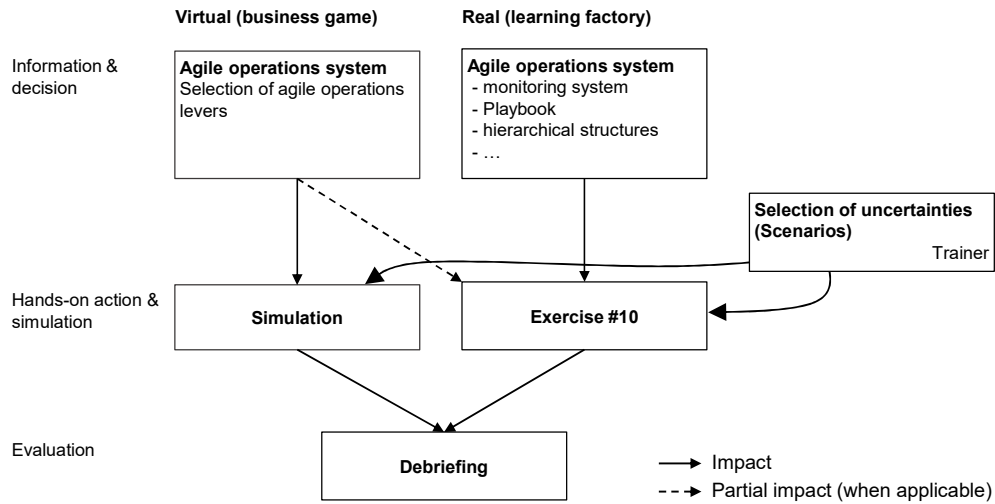 Virtual (business game)
Real (learning factory)
Information &
decision
Agile operations system
Selection of agile operations
levers
Agile operations system
- monitoring system
- Playbook
- hierarchical structures
- …
Selection of uncertainties
(Scenarios)
Trainer
Hands-on action &
simulation
Simulation
Exercise #10
Evaluation
Debriefing
Impact
Partial impact (when applicable)